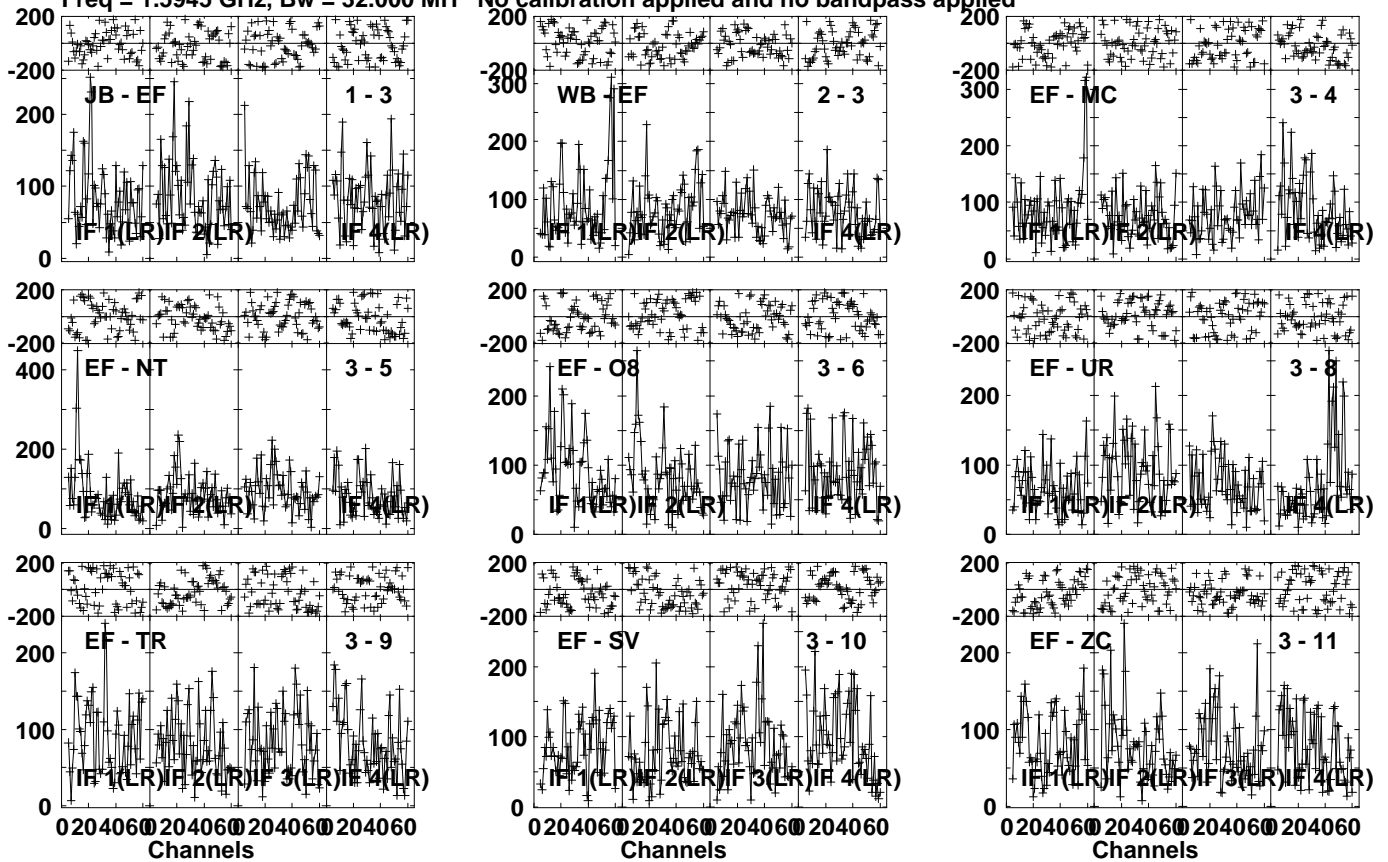 Freq = 1.5945 GHz, Bw = 32.000 MH No calibration applied and no bandpass applied
200
-200
JB - EF 1 - 3
200
100
0
IF 1(LR) IF 2(LR) IF 4(LR)
200
-200
WB - EF 2 - 3
300
200
100
0
IF 1(LR) IF 2(LR) IF 4(LR)
200
-200
EF - MC 3 - 4
300
200
100
0
IF 1(LR) IF 2(LR) IF 4(LR)
200
-200
EF - NT 3 - 5
400
200
0
IF 1(LR) IF 2(LR) IF 4(LR)
200
-200
EF - O8 3 - 6
200
100
0
IF 1(LR) IF 2(LR) IF 4(LR)
200
-200
EF - UR 3 - 8
200
100
0
IF 1(LR) IF 2(LR) IF 4(LR)
200
-200
EF - TR 3 - 9
200
100
0
IF 1(LR) IF 2(LR) IF 3(LR) IF 4(LR)
0 20 40 60 0 20 40 60 0 20 40 60 0 20 40 60
Channels
200
-200
EF - SV 3 - 10
200
100
0
IF 1(LR) IF 2(LR) IF 3(LR) IF 4(LR)
0 20 40 60 0 20 40 60 0 20 40 60 0 20 40 60
Channels
200
-200
EF - ZC 3 - 11
200
100
0
IF 1(LR) IF 2(LR) IF 3(LR) IF 4(LR)
0 20 40 60 0 20 40 60 0 20 40 60 0 20 40 60
Channels